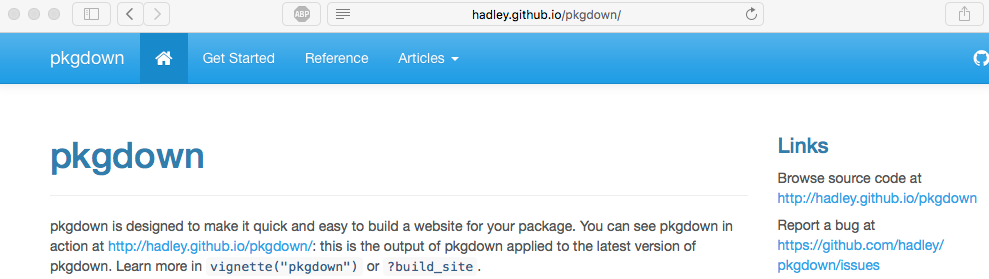 ABP
hadley.github.io/pkgdown/
pkgdown
Get Started
Reference
Articles
pkgdown
pkgdown is designed to make it quick and easy to build a website for your package. You can see pkgdown in
action at http://hadley.github.io/pkgdown/: this is the output of pkgdown applied to the latest version of
pkgdown. Learn more in vignette("pkgdown") or ?build_site.
Links
Browse source code at
http://hadley.github.io/pkgdown
Report a bug at
https://github.com/hadley/
pkgdown/issues